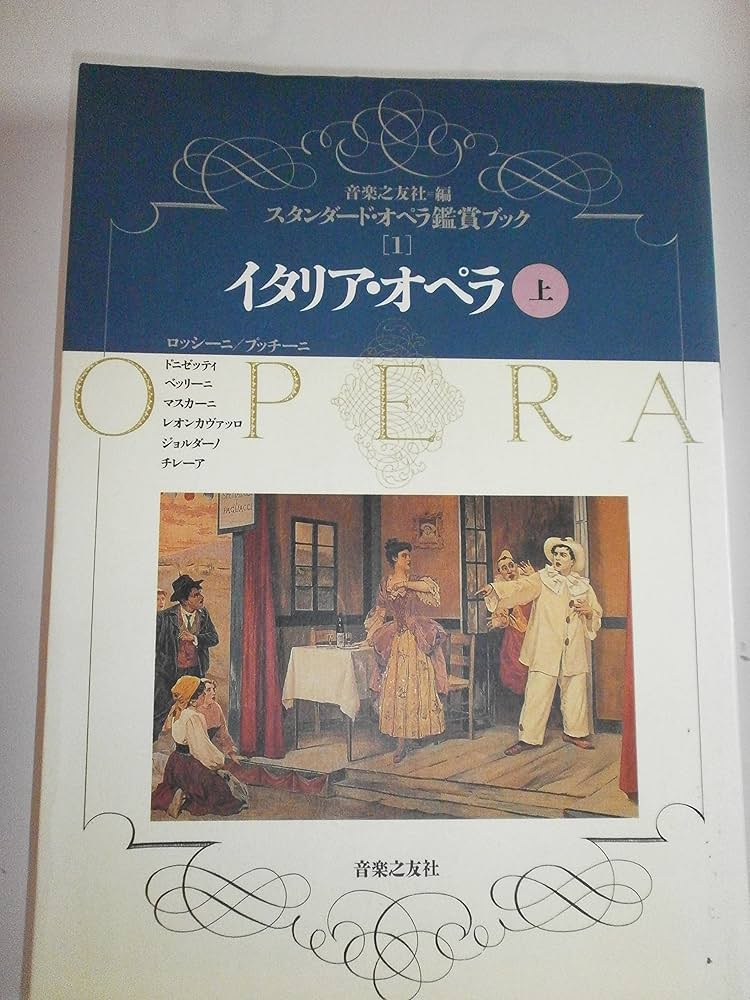 音楽之友社=編
スタンダード・オペラ鑑賞ブック
[1]
イタリア・オペラ 上
ロッシーニ/プッチーニ
ドニゼッティ
ベッリーニ
マスカーニ
レオンカヴァッロ
ジョルダーノ
チレーア
OPERA
PAGLIACCI
音楽之友社